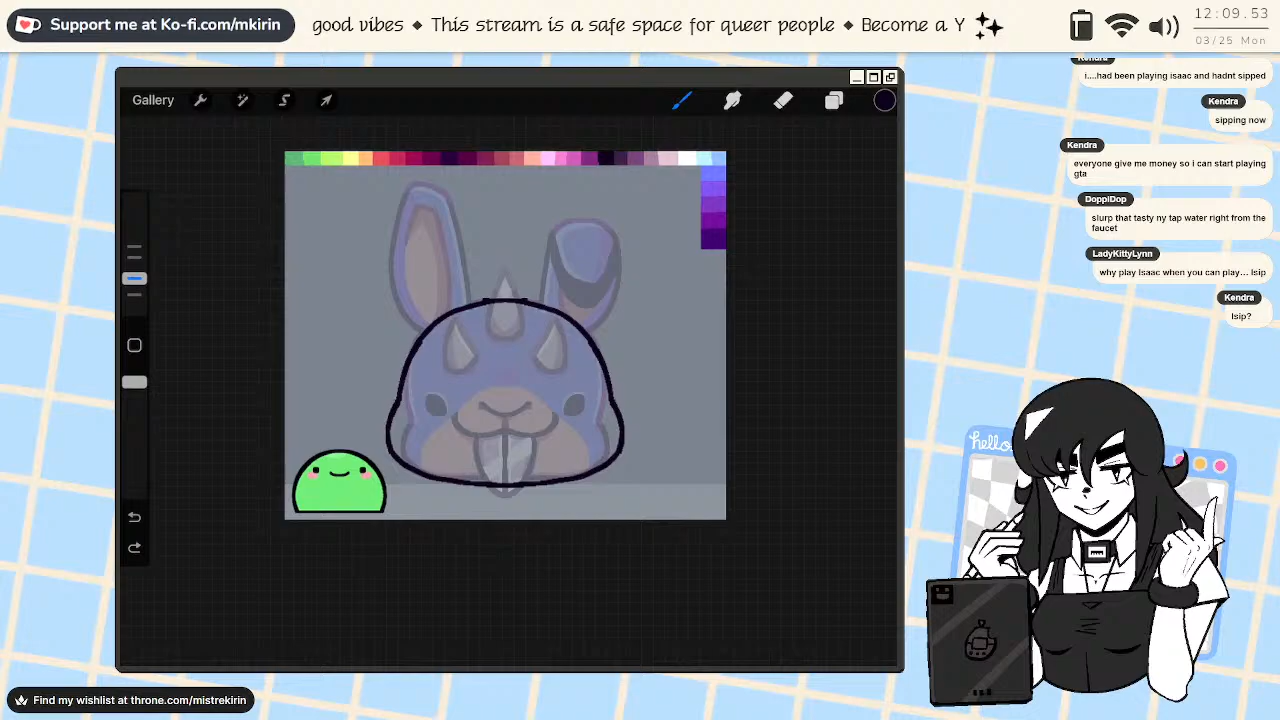 Support me at Ko-fi.com/mkirin
good vibes ⬥ This stream is a safe space for queer people ⬥ Become a Y
12:09.53
03/25 Mon
Gallery
Kendra
i....had been playing isaac and hadnt sipped
Kendra
sipping now
Kendra
everyone give me money so i can start playing
gta
DoppiDop
slurp that tasty ny tap water right from the
faucet
LadyKittyLynn
why play Isaac when you can play... Isip
Kendra
Isip?
hello
Find my wishlist at throne.com/mistrekirin